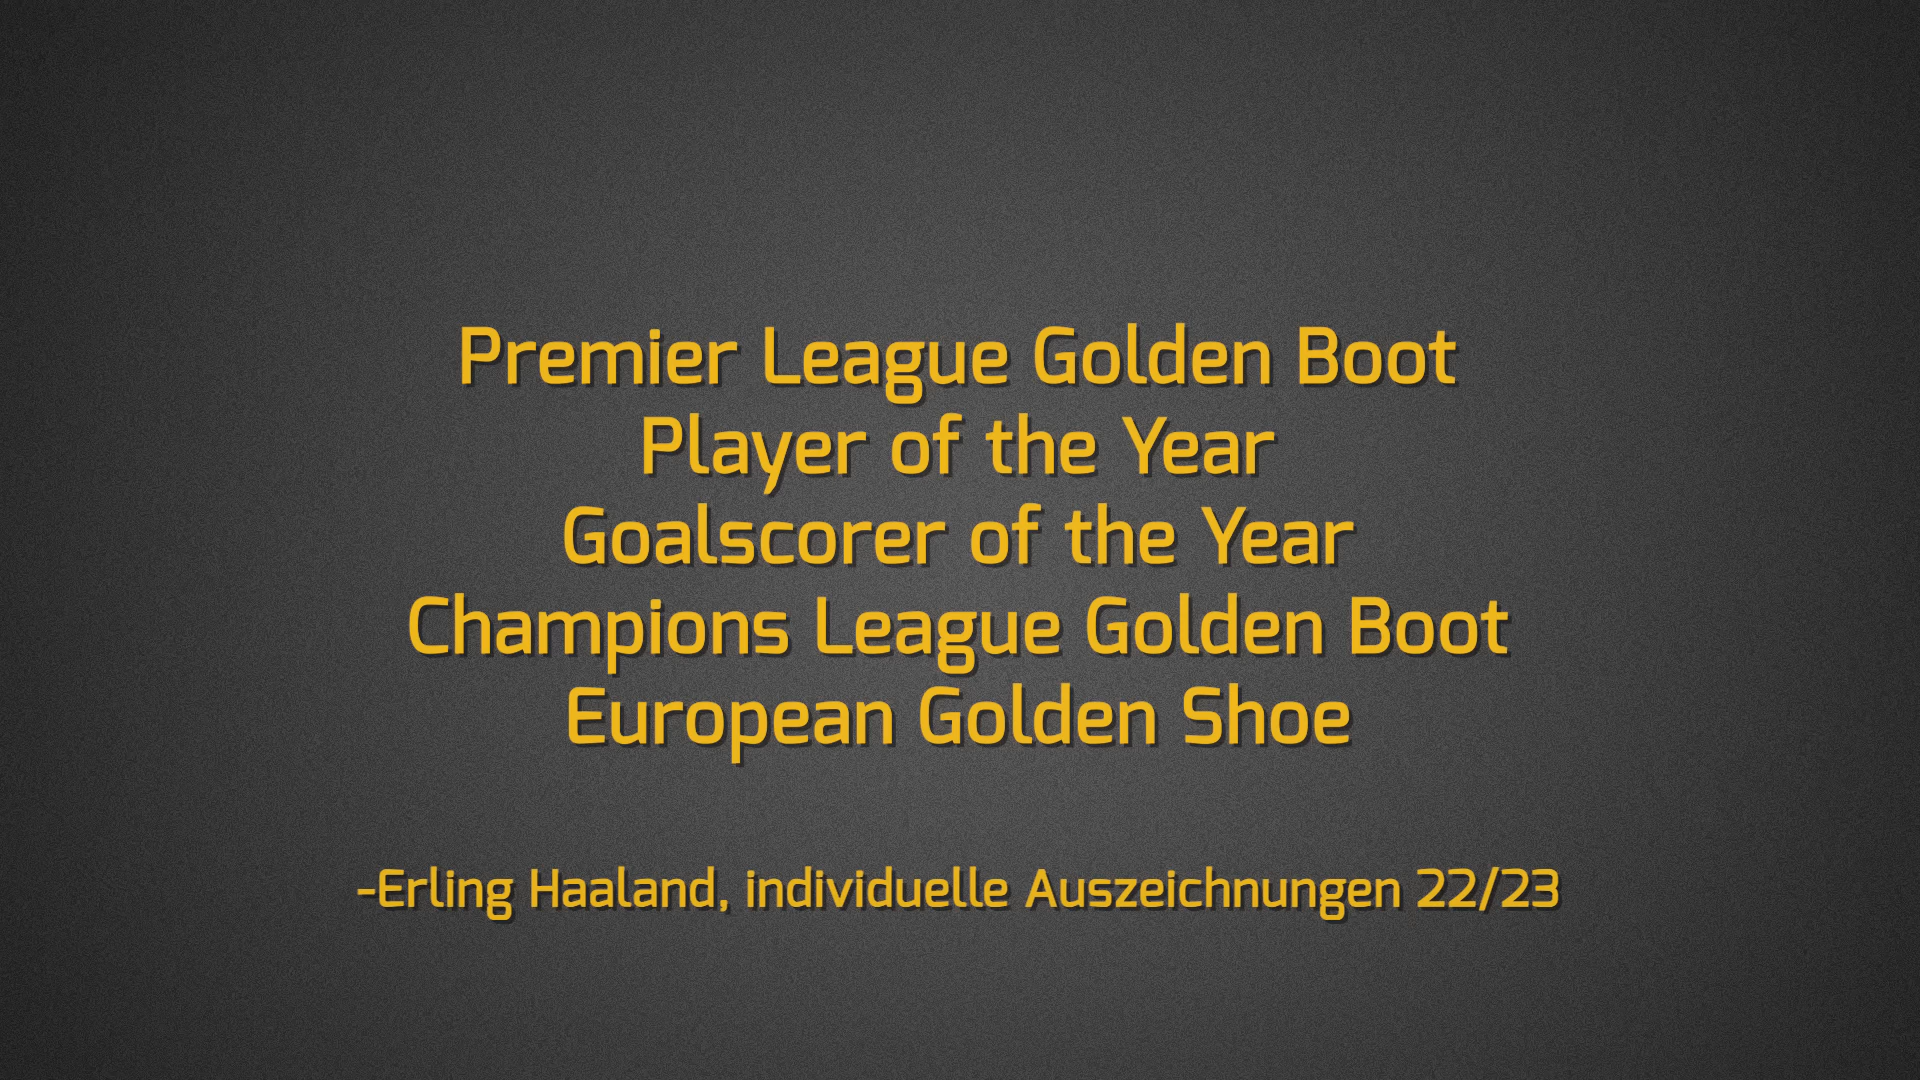 Premier League Golden Boot
Player of the Year
Goalscorer of the Year
Champions League Golden Boot
European Golden Shoe
-Erling Haaland, individuelle Auszeichnungen 22/23